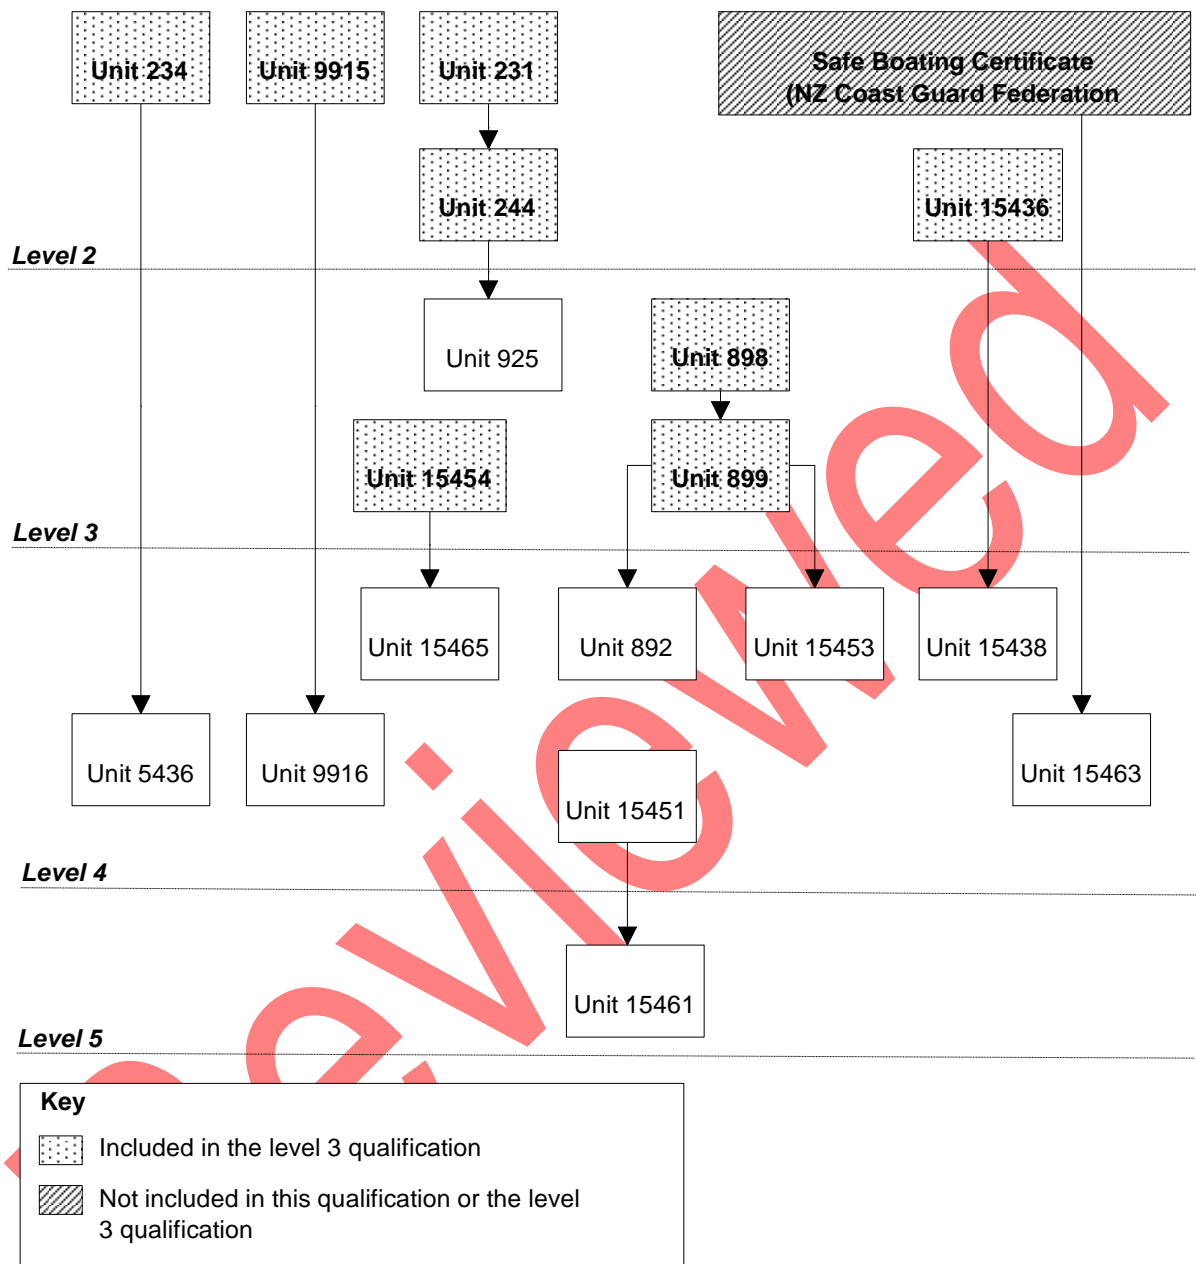 Unit 234
Unit 9915
Unit 231
Safe Boating Certificate
(NZ Coast Guard Federation
Unit 244
Unit 15436
Level 2
Unit 925
Unit 898
Unit 15454
Unit 899
Level 3
Unit 15465
Unit 892
Unit 15453
Unit 15438
Unit 5436
Unit 9916
Unit 15451
Unit 15463
Level 4
Unit 15461
Level 5
Key
Included in the level 3 qualification
Not included in this qualification or the level
3 qualification
Reviewed